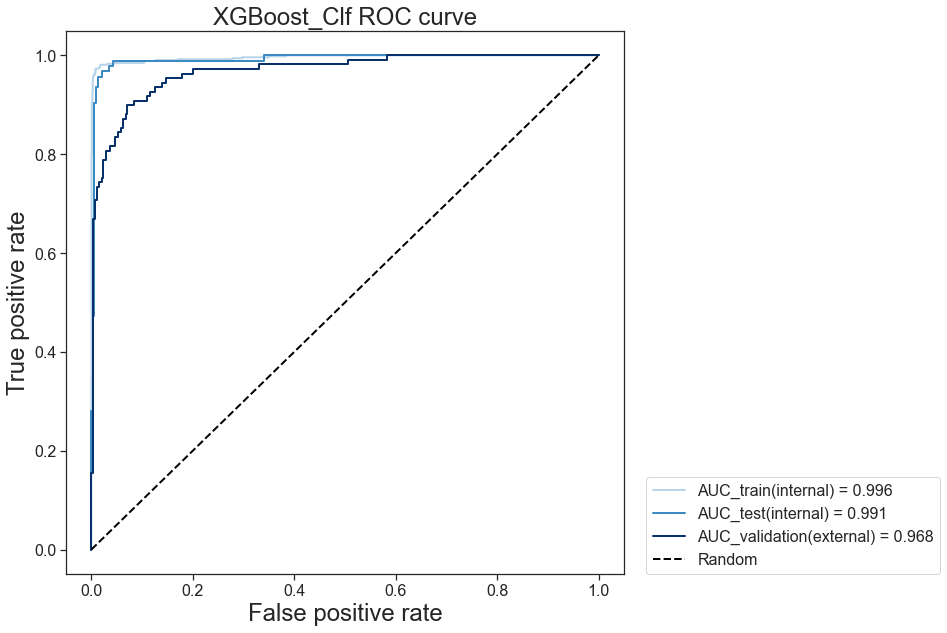 XGBoost_Clf ROC curve
True positive rate
1.0
0.8
0.6
0.4
0.2
0.0
0.0 0.2 0.4 0.6 0.8 1.0
False positive rate
AUC_train(internal) = 0.996
AUC_test(internal) = 0.991
AUC_validation(external) = 0.968
Random